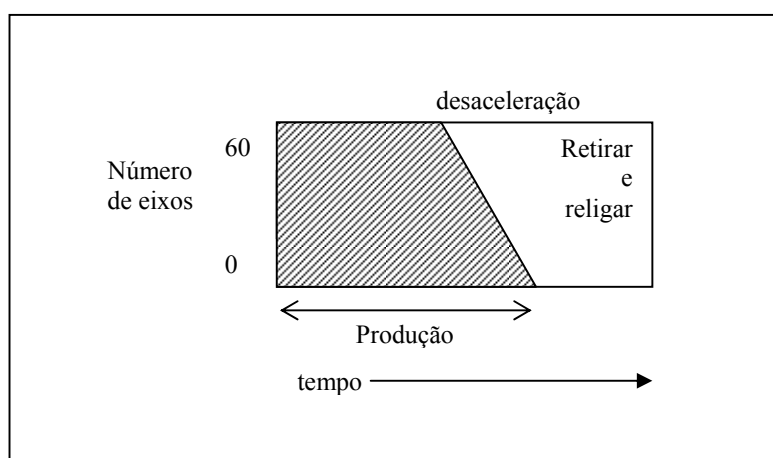 desaceleração
60
Número
de eixos
0
Retirar
e
religar
Produção
tempo